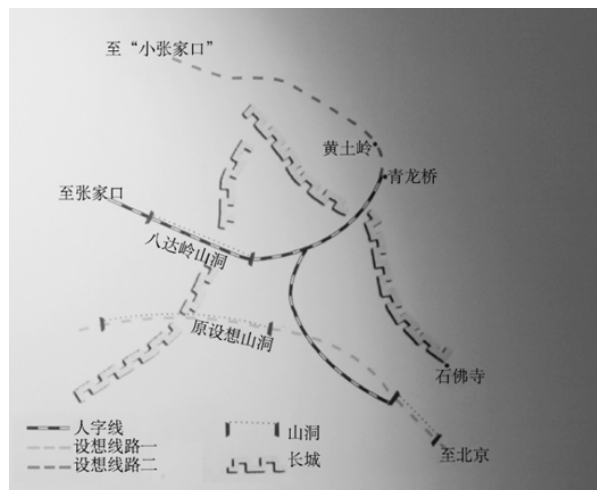 至“小张家口”
黄土岭
青龙桥
至张家口
八达岭山洞
原设想山洞
石佛寺
至北京
人字线
设想线路一
设想线路二
山洞
长城